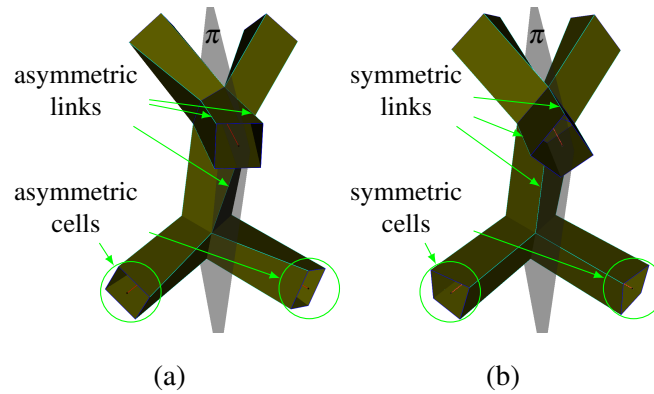 π
asymmetric
links
asymmetric
cells
(a)
π
symmetric
links
symmetric
cells
(b)